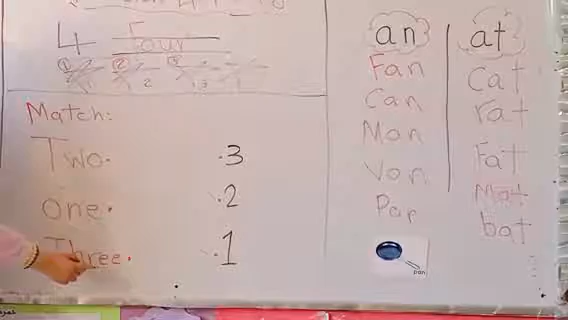 4 Four
Match:
Two. .3
one. .2
Three. .1
an
Fan
Can
Man
Van
Pan
pan
at
Cat
rat
Fat
Mat
bat